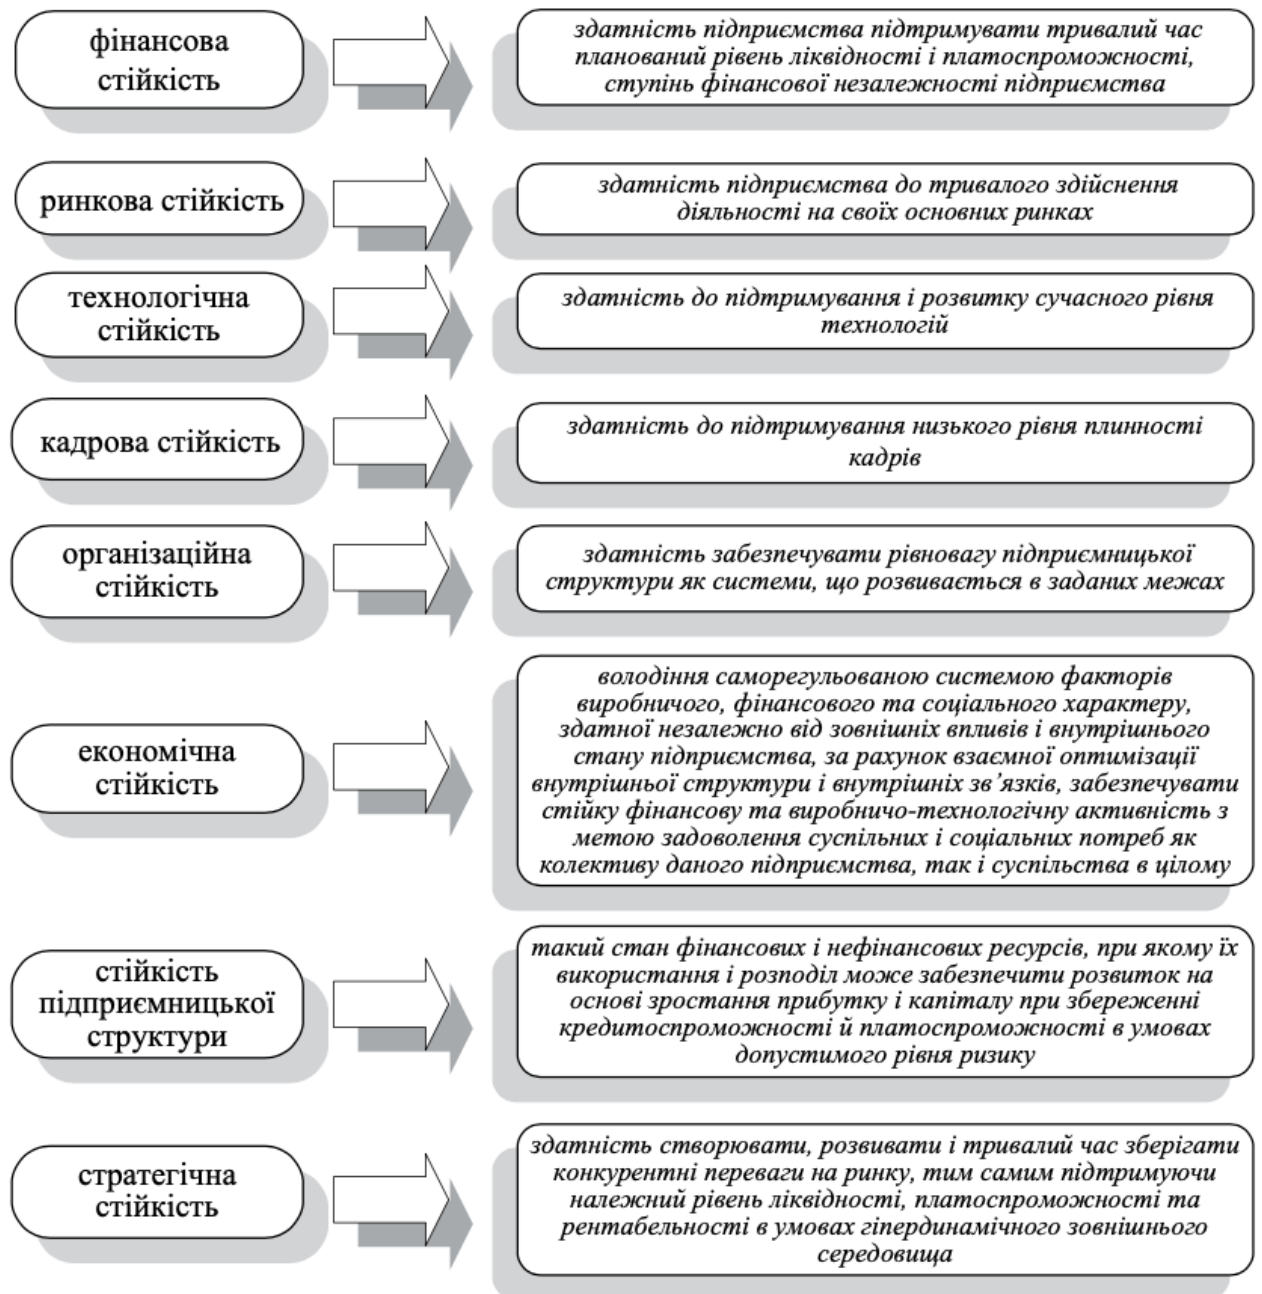 фінансова
стійкість
здатність підприємства підтримувати тривалий час
планований рівень ліквідності і платоспроможності,
ступінь фінансової незалежності підприємства
ринкова стійкість
здатність підприємства до тривалого здійснення
діяльності на своїх основних ринках
технологічна
стійкість
здатність до підтримування і розвитку сучасного рівня
технологій
кадрова стійкість
здатність до підтримування низького рівня плинності
кадрів
організаційна
стійкість
здатність забезпечувати рівновагу підприємницької
структури як системи, що розвивається в заданих межах
економічна
стійкість
володіння саморегульованою системою факторів
виробничого, фінансового та соціального характеру,
здатної незалежно від зовнішніх впливів і внутрішнього
стану підприємства, за рахунок взаємної оптимізації
внутрішньої структури і внутрішніх зв’язків, забезпечувати
стійку фінансову та виробничо-технологічну активність з
метою задоволення суспільних і соціальних потреб як
колективу даного підприємства, так і суспільства в цілому
стійкість
підприємницької
структури
такий стан фінансових і нефінансових ресурсів, при якому їх
використання і розподіл може забезпечити розвиток на
основі зростання прибутку і капіталу при збереженні
кредитоспроможності й платоспроможності в умовах
допустимого рівня ризику
стратегічна
стійкість
здатність створювати, розвивати і тривалий час зберігати
конкурентні переваги на ринку, тим самим підтримуючи
належний рівень ліквідності, платоспроможності та
рентабельності в умовах гіпердинамічного зовнішнього
середовища